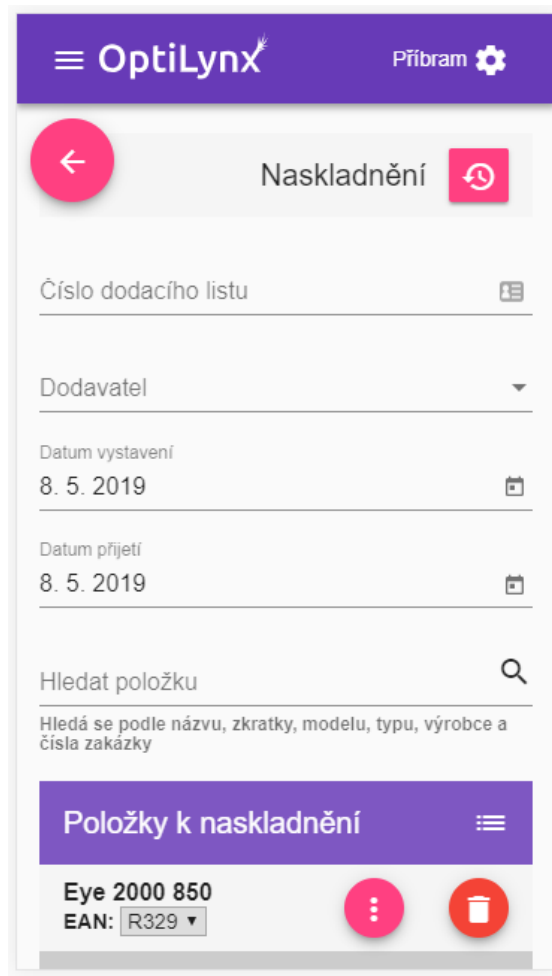 OptiLynx
Příbram
Naskladnění
Číslo dodacího listu
Dodavatel
Datum vystavení
8. 5. 2019
Datum přijetí
8. 5. 2019
Hledat položku
Hledá se podle názvu, zkratky, modelu, typu, výrobce a
čísla zakázky
Položky k naskladnění
Eye 2000 850
EAN: R329